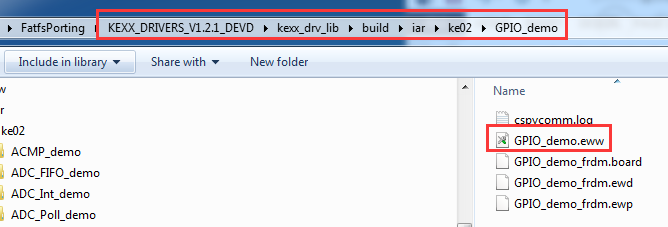 FatfsPorting KEXX_DRIVERS_V1.2.1_DEVD kexx_drv_lib build iar ke02 GPIO_demo
Include in library Share with New folder
Name
cspycomm.log
ar
GPIO_demo.eww
ke02
ACMP_demo
GPIO_demo_frdm.board
ADC_FIFO_demo
GPIO_demo_frdm.ewd
ADC_Int_demo
GPIO_demo_frdm.ewp
ADC_Poll_demo